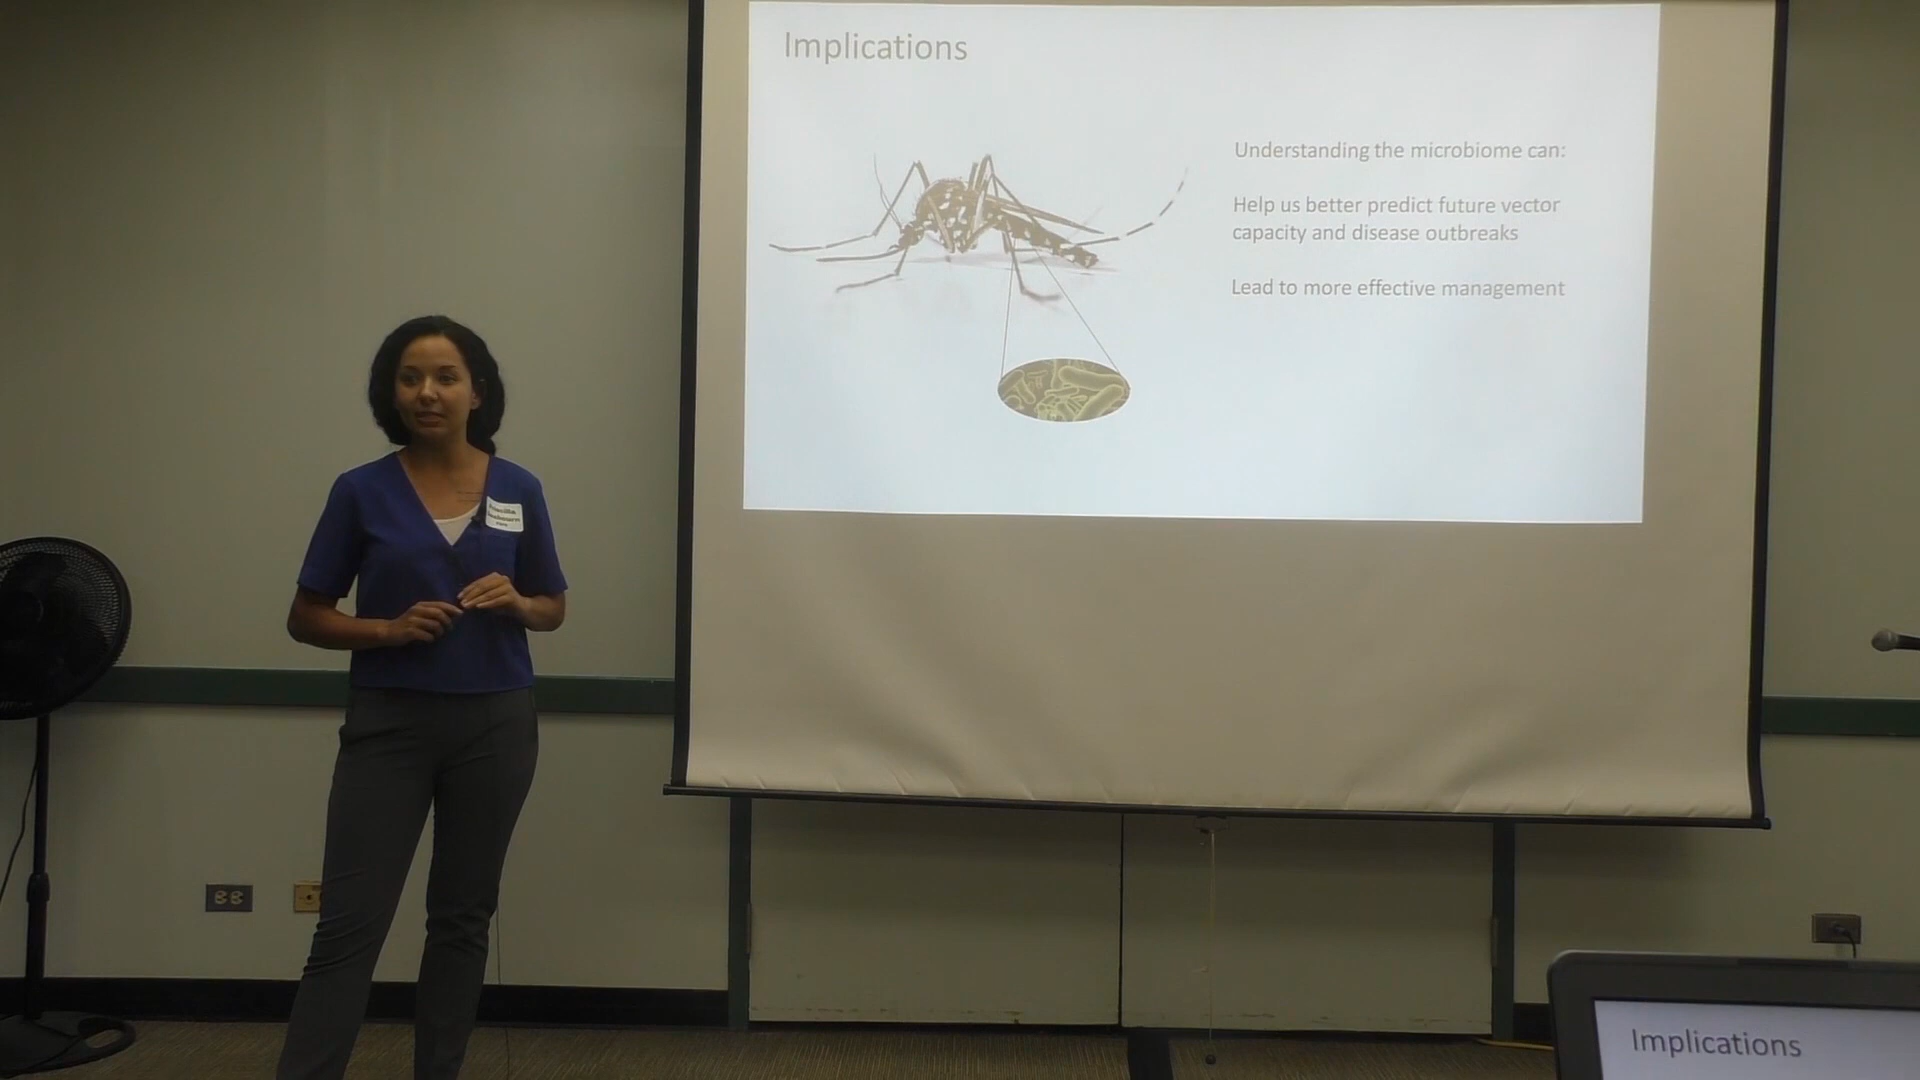 Implications
Understanding the microbiome can:
Help us better predict future vector
capacity and disease outbreaks
Lead to more effective management
Priscilla
Implications